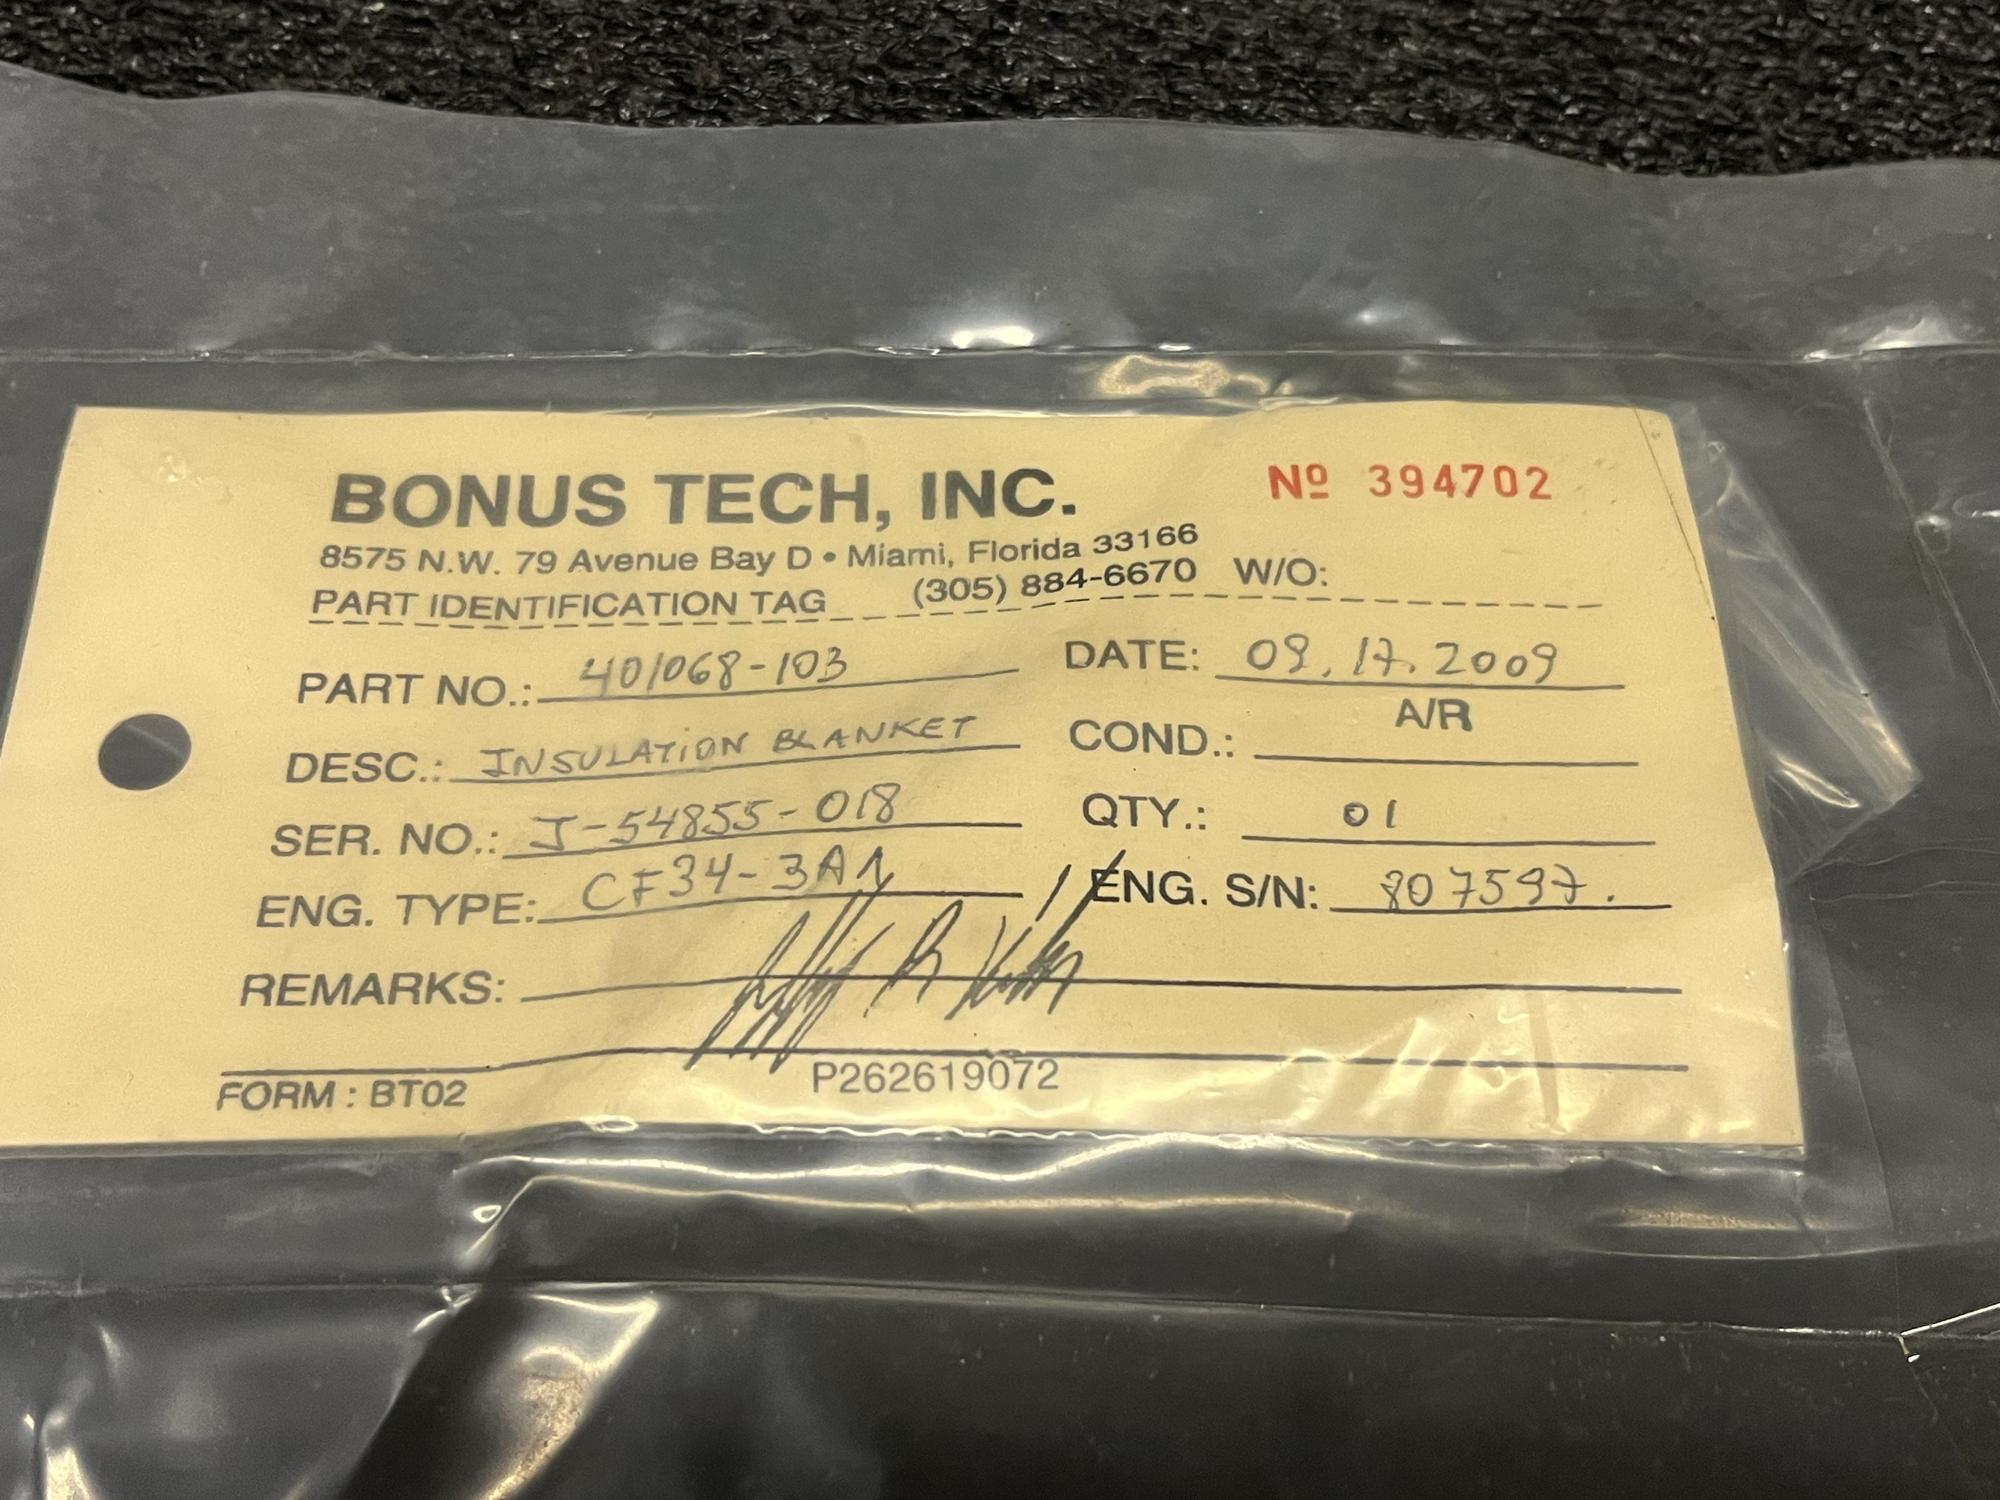 BONUS TECH, INC. Nº 394702
8575 N.W. 79 Avenue Bay D • Miami, Florida 33166
PART IDENTIFICATION TAG (305) 884-6670 W/O:
PART NO.: 401068-103 DATE: 09.17.2009
DESC.: INSULATION BLANKET COND.: A/R
SER. NO.: J-54855-018 QTY.: 01
ENG. TYPE: CF34-3A1 ENG. S/N: 807597.
REMARKS:
FORM : BT02 P262619072